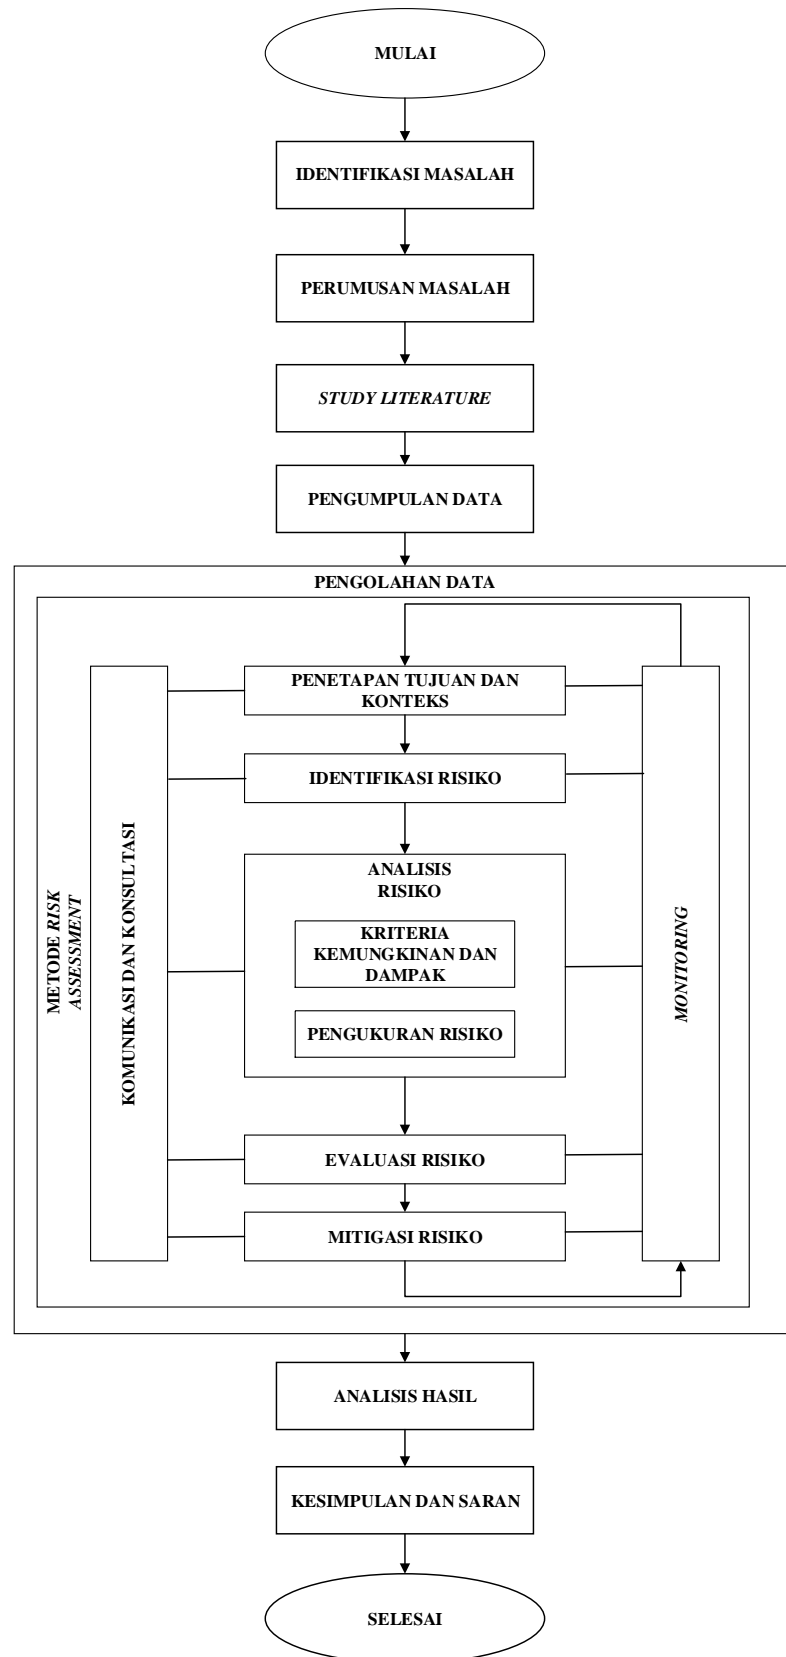 MULAI
IDENTIFIKASI MASALAH
PERUMUSAN MASALAH
STUDY LITERATURE
PENGUMPULAN DATA
PENGOLAHAN DATA
METODE RISK
ASSESSMENT
KOMUNIKASI DAN KONSULTASI
PENETAPAN TUJUAN DAN
KONTEKS
IDENTIFIKASI RISIKO
ANALISIS
RISIKO
KRITERIA
KEMUNGKINAN DAN
DAMPAK
PENGUKURAN RISIKO
EVALUASI RISIKO
MITIGASI RISIKO
MONITORING
ANALISIS HASIL
KESIMPULAN DAN SARAN
SELESAI